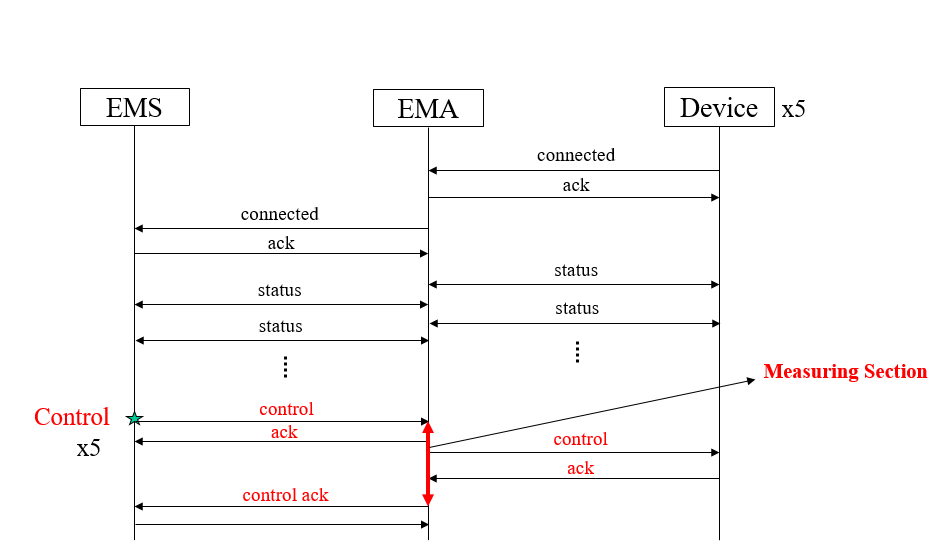 EMS
EMA
Device x5
connected
ack
connected
ack
status
status
status
status
Measuring Section
Control
x5
control
ack
control
ack
control ack